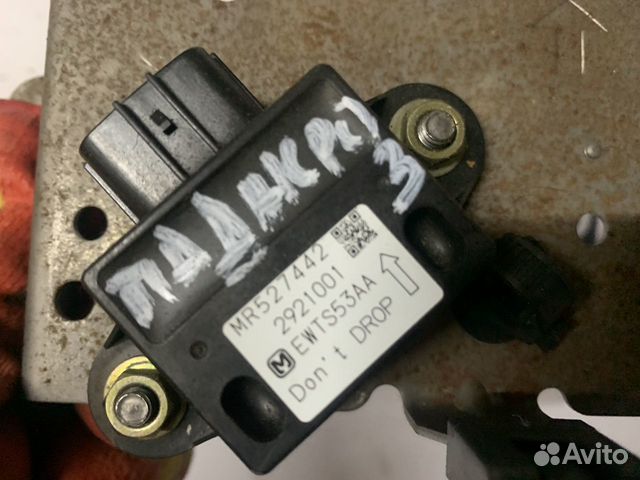 ПАДЖЕРО
3
MR527442
2921001
M EWTS53AA
Don't DROP
Avito